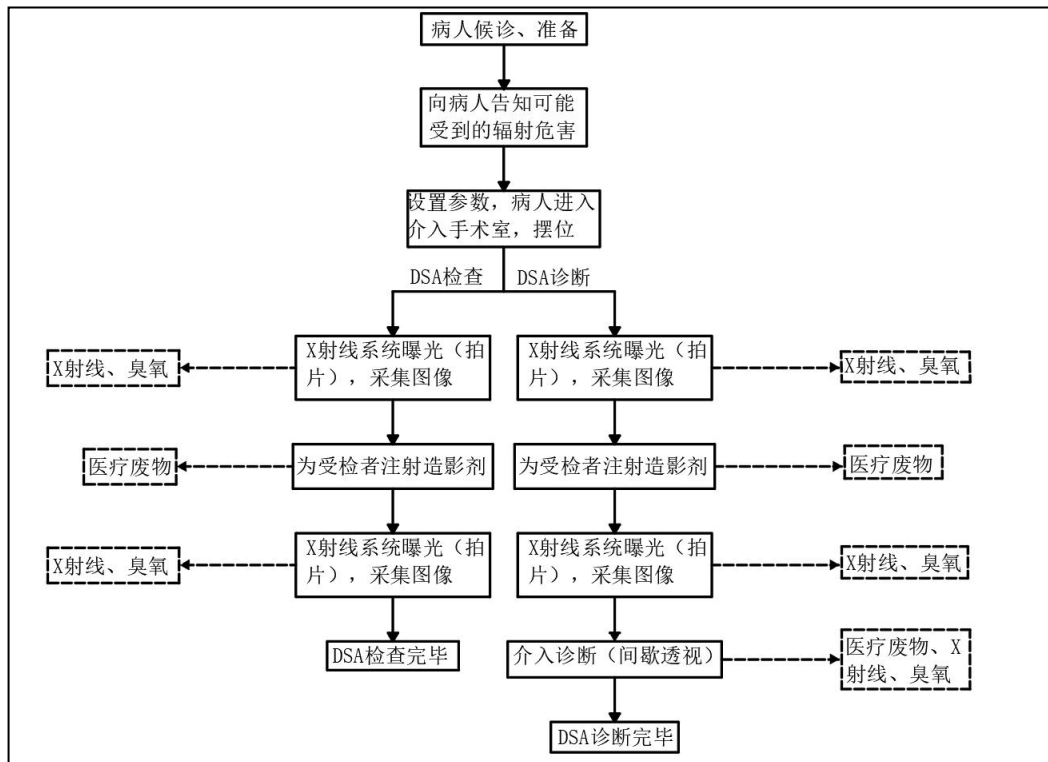 病人候诊、准备
向病人告知可能
受到的辐射危害
设置参数，病人进入
介入手术室，摆位
DSA检查
DSA诊断
X射线、臭氧
X射线系统曝光（拍
片），采集图像
X射线系统曝光（拍
片），采集图像
X射线、臭氧
医疗废物
为受检者注射造影剂
为受检者注射造影剂
医疗废物
X射线、臭氧
X射线系统曝光（拍
片），采集图像
X射线系统曝光（拍
片），采集图像
X射线、臭氧
DSA检查完毕
介入诊断（间歇透视）
医疗废物、X
射线、臭氧
DSA诊断完毕